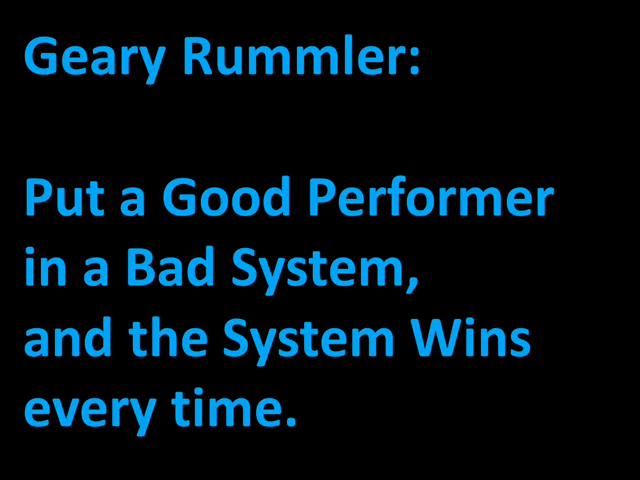 Geary Rummler:
Put a Good Performer
in a Bad System,
and the System Wins
every time.